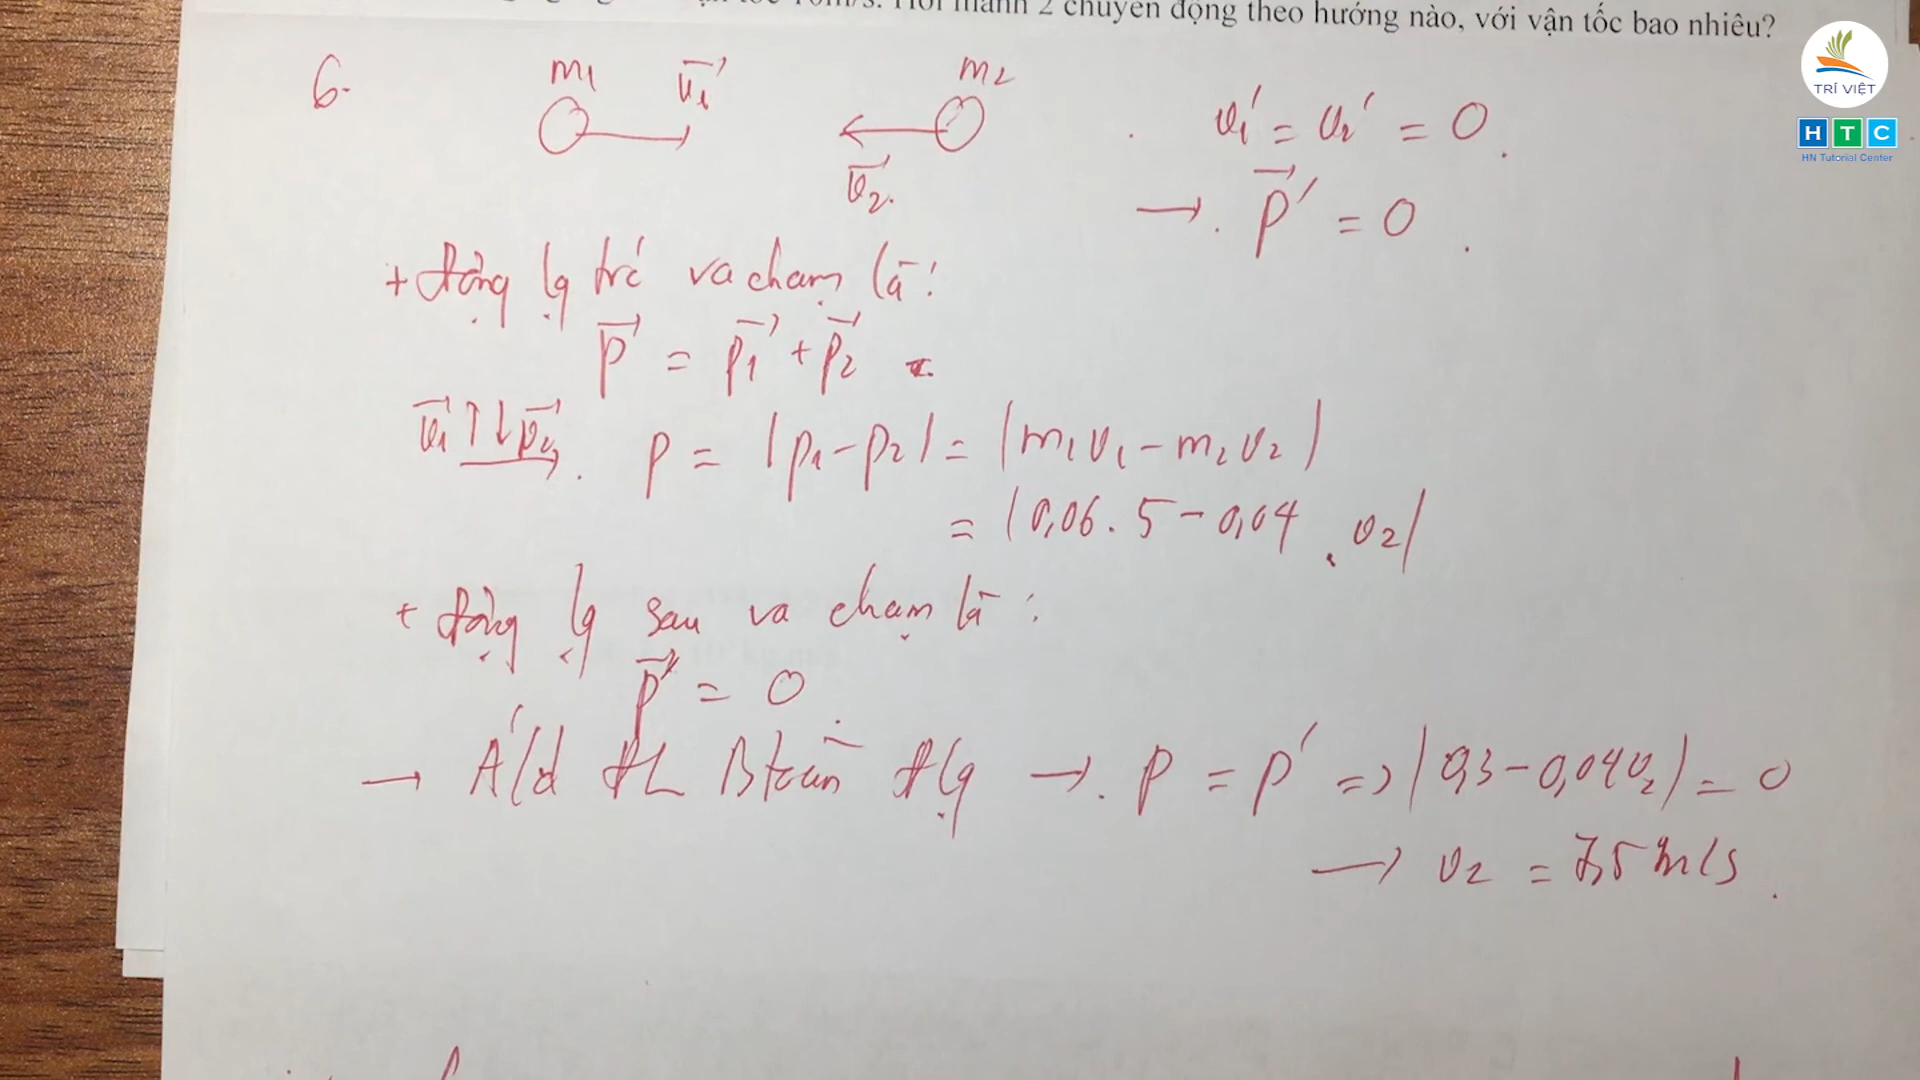 mảnh 2 chuyển động theo hướng nào, với vận tốc bao nhiêu?
TRÍ VIỆT
HTC
HN Tutorial Center
6.
m1 v1 m2
v2.
v1' = v2' = 0.
→. p' = 0.
+ động lg trc va chạm là:
p = p1 + p2
v1 ↑↓ v2. p = |p1 - p2| = |m1v1 - m2v2|
= |0,06.5 - 0,04.v2|
+ động lg sau va chạm là:
p' = 0.
→ A/d ĐL Btoàn đlg →. p = p' => |0,3 - 0,04v2| = 0
→ v2 = 7,5 m/s.